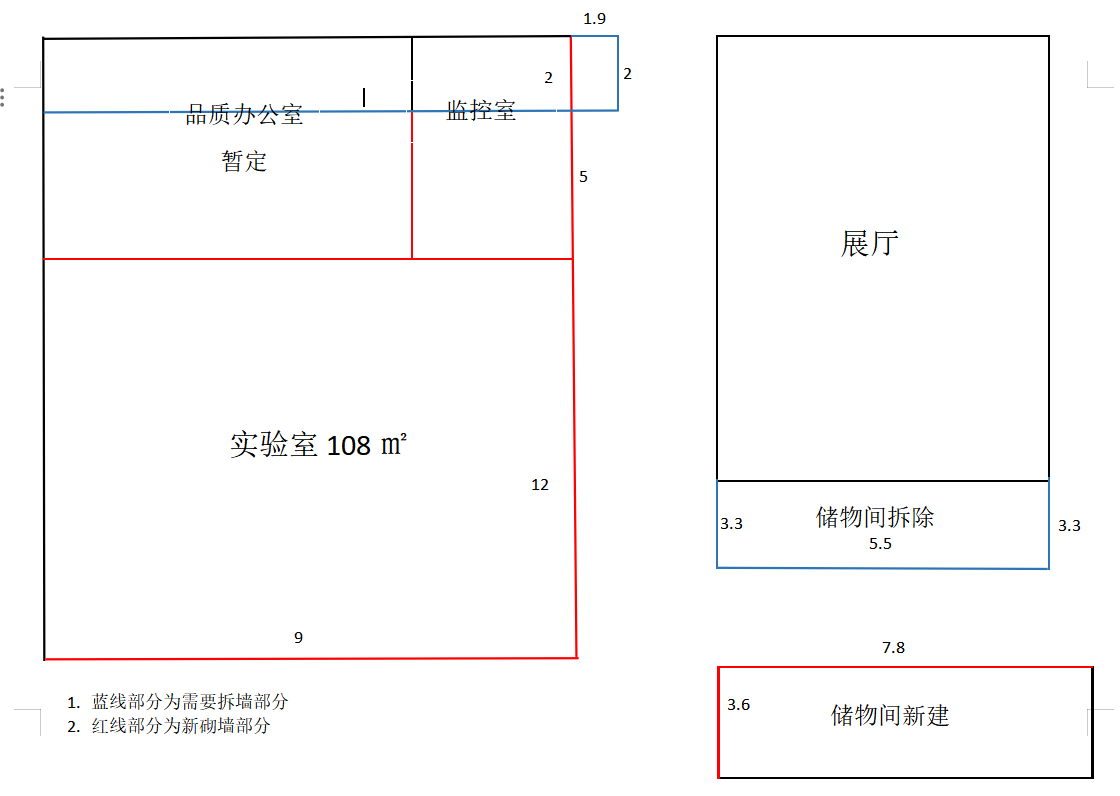 1.9
2
2
品质办公室
监控室
暂定
5
实验室 108 ㎡
12
9
1. 蓝线部分为需要拆墙部分
2. 红线部分为新砌墙部分
展厅
储物间拆除
3.3
5.5
3.3
7.8
3.6
储物间新建